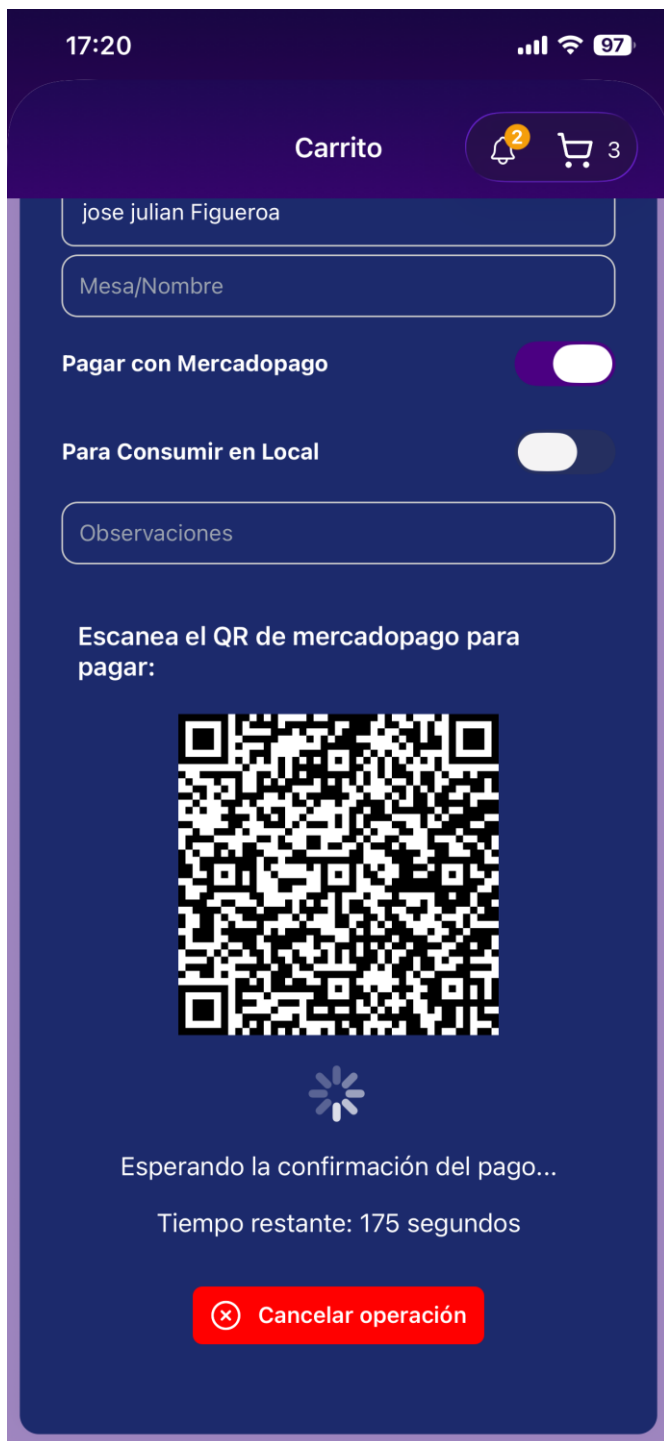 17:20
97
Carrito
2
3
jose julian Figueroa
Mesa/Nombre
Pagar con Mercadopago
Para Consumir en Local
Observaciones
Escanea el QR de mercadopago para
pagar:
Esperando la confirmación del pago...
Tiempo restante: 175 segundos
Cancelar operación